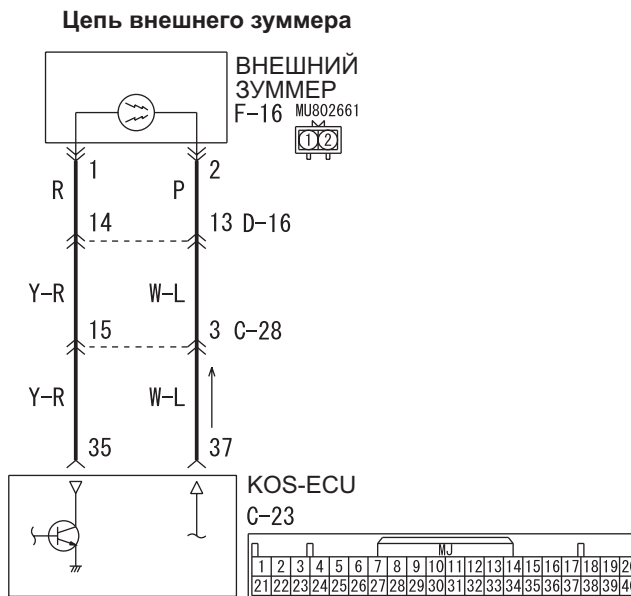 Цепь внешнего зуммера
ВНЕШНИЙ
ЗУММЕР
F-16 MU802661
1 2
1 2
R P
14 13 D-16
Y-R W-L
15 3 C-28
Y-R W-L
35 37
KOS-ECU
C-23
MJ
1 2 3 4 5 6 7 8 9 10 11 12 13 14 15 16 17 18 19
21 22 23 24 25 26 27 28 29 30 31 32 33 34 35 36 37 38 39